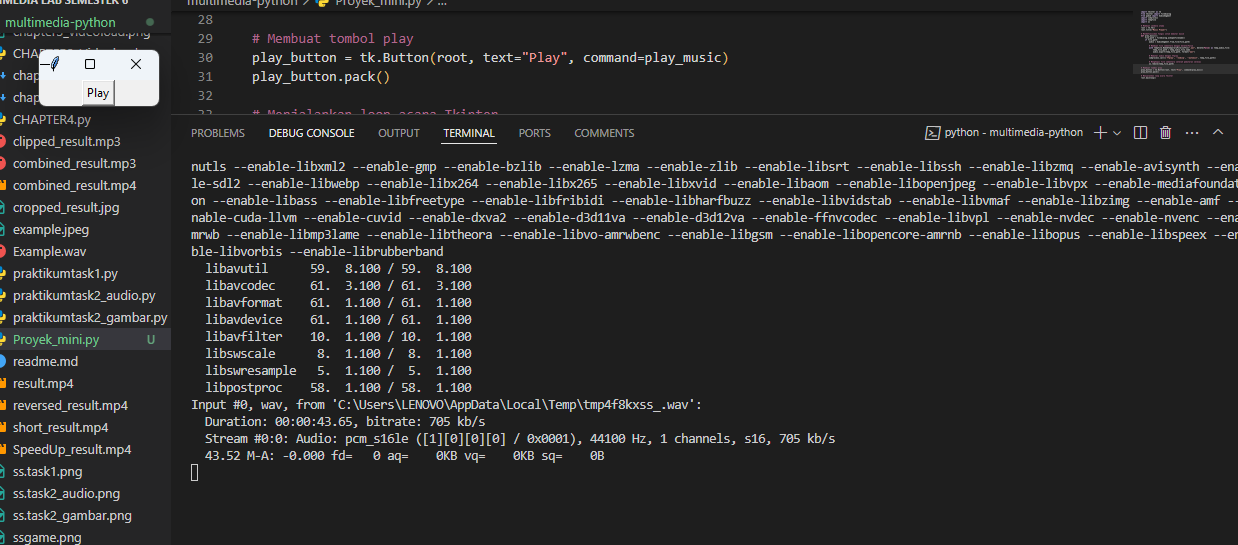 MEDIA LAB SEMESTER 6
multimedia-python
chapter3_videoload.png
CHAPTER
chap
chap
CHAPTER4.py
clipped_result.mp3
combined_result.mp3
combined_result.mp4
cropped_result.jpg
example.jpeg
Example.wav
praktikumtask1.py
praktikumtask2_audio.py
praktikumtask2_gambar.py
Proyek_mini.py U
readme.md
result.mp4
reversed_result.mp4
short_result.mp4
SpeedUp_result.mp4
ss.task1.png
ss.task2_audio.png
ss.task2_gambar.png
ssgame.png
Play
multimedia-python > Proyek_mini.py > ...
28
29 # Membuat tombol play
30 play_button = tk.Button(root, text="Play", command=play_music)
31 play_button.pack()
32
33 # Menjalankan loop acara Tkinter
PROBLEMS DEBUG CONSOLE OUTPUT TERMINAL PORTS COMMENTS
python - multimedia-python
nutls --enable-libxml2 --enable-gmp --enable-bzlib --enable-lzma --enable-zlib --enable-libsrt --enable-libssh --enable-libzmq --enable-avisynth --ena
le-sdl2 --enable-libwebp --enable-libx264 --enable-libx265 --enable-libxvid --enable-libaom --enable-libopenjpeg --enable-libvpx --enable-mediafoundat
on --enable-libass --enable-libfreetype --enable-libfribidi --enable-libharfbuzz --enable-libvidstab --enable-libvmaf --enable-libzimg --enable-amf --
nable-cuda-llvm --enable-cuvid --enable-dxva2 --enable-d3d11va --enable-d3d12va --enable-ffnvcodec --enable-libvpl --enable-nvdec --enable-nvenc --ena
mrwb --enable-libmp3lame --enable-libtheora --enable-libvo-amrwbenc --enable-libgsm --enable-libopencore-amrnb --enable-libopus --enable-libspeex --en
ble-libvorbis --enable-librubberband
libavutil 59. 8.100 / 59. 8.100
libavcodec 61. 3.100 / 61. 3.100
libavformat 61. 1.100 / 61. 1.100
libavdevice 61. 1.100 / 61. 1.100
libavfilter 10. 1.100 / 10. 1.100
libswscale 8. 1.100 / 8. 1.100
libswresample 5. 1.100 / 5. 1.100
libpostproc 58. 1.100 / 58. 1.100
Input #0, wav, from 'C:\Users\LENOVO\AppData\Local\Temp\tmp4f8kxss_.wav':
Duration: 00:00:43.65, bitrate: 705 kb/s
Stream #0:0: Audio: pcm_s16le ([1][0][0][0] / 0x0001), 44100 Hz, 1 channels, s16, 705 kb/s
43.52 M-A: -0.000 fd= 0 aq= 0KB vq= 0KB sq= 0B